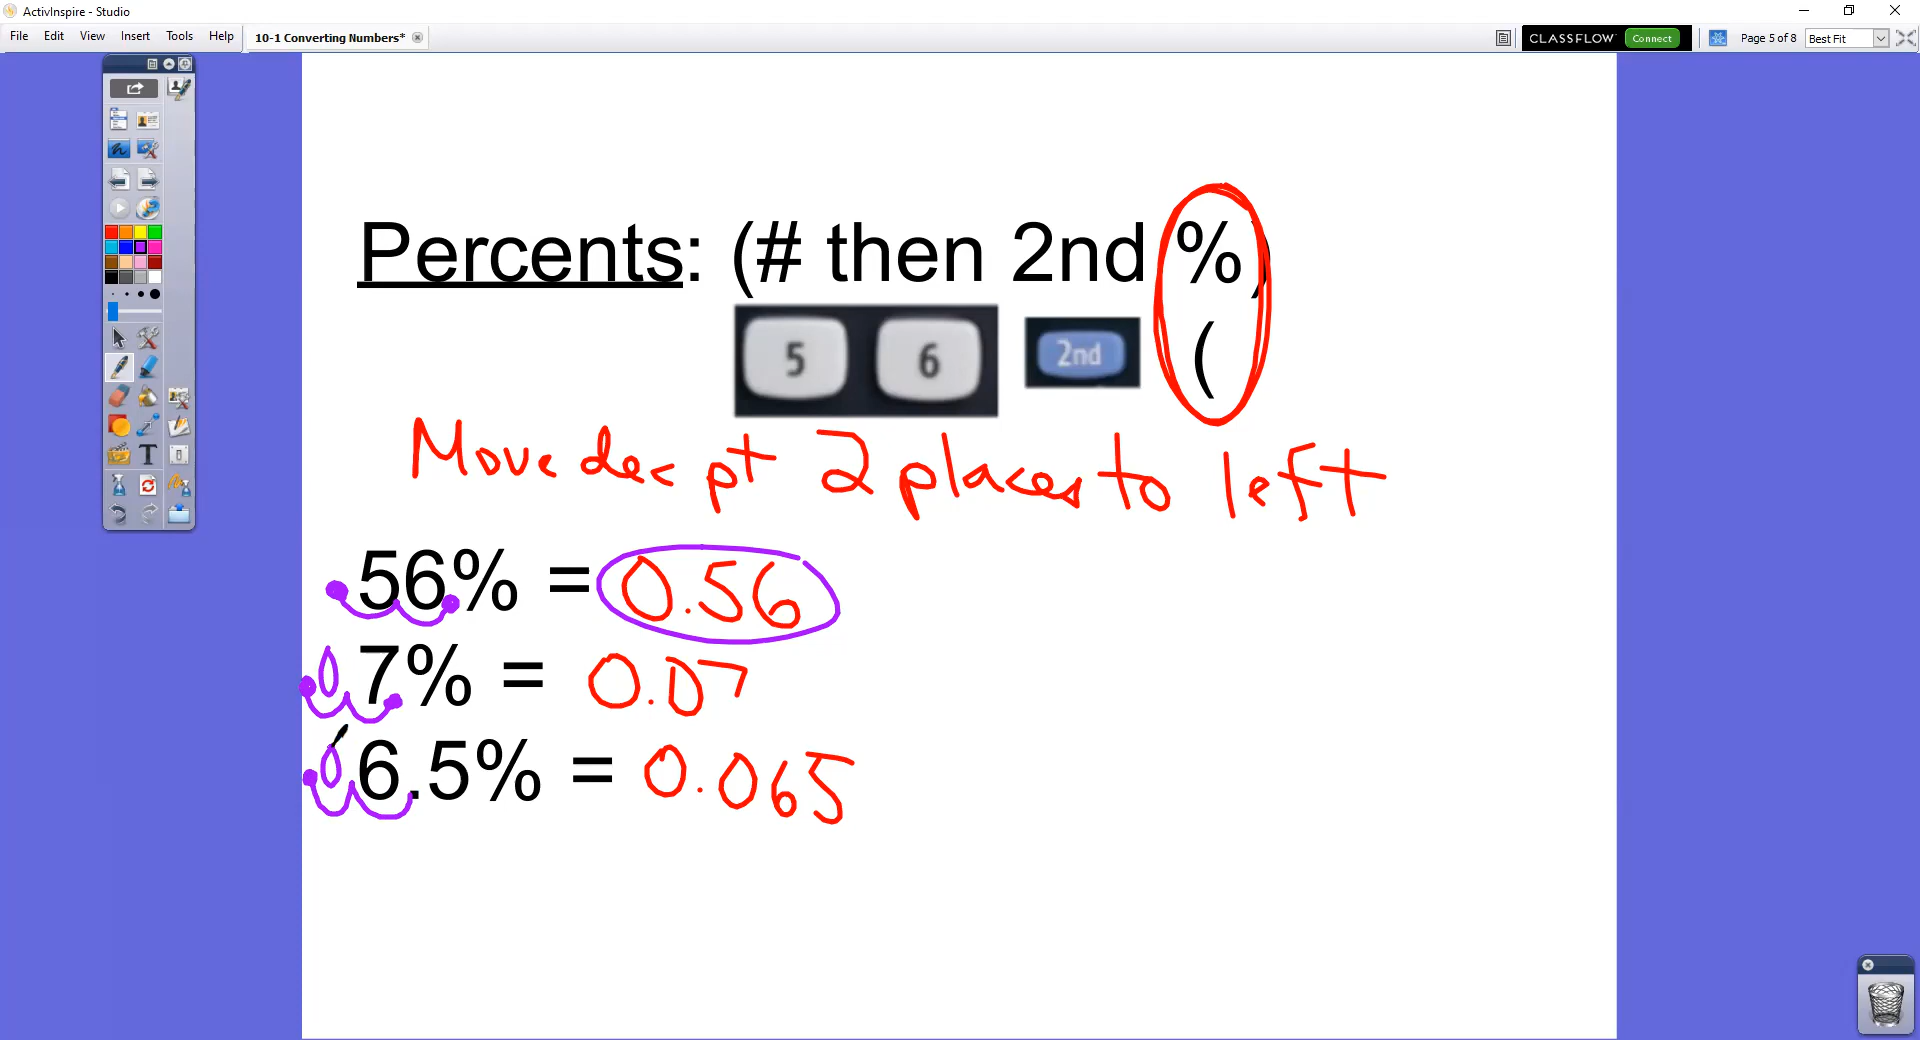 ActivInspire - Studio
File Edit View Insert Tools Help 10-1 Converting Numbers* CLASSFLOW Connect Page 5 of 8 Best Fit
Percents: (# then 2nd %)
5 6 2nd (
Move dec pt 2 places to left
56% = 0.56
07% = 0.07
06.5% = 0.065
T